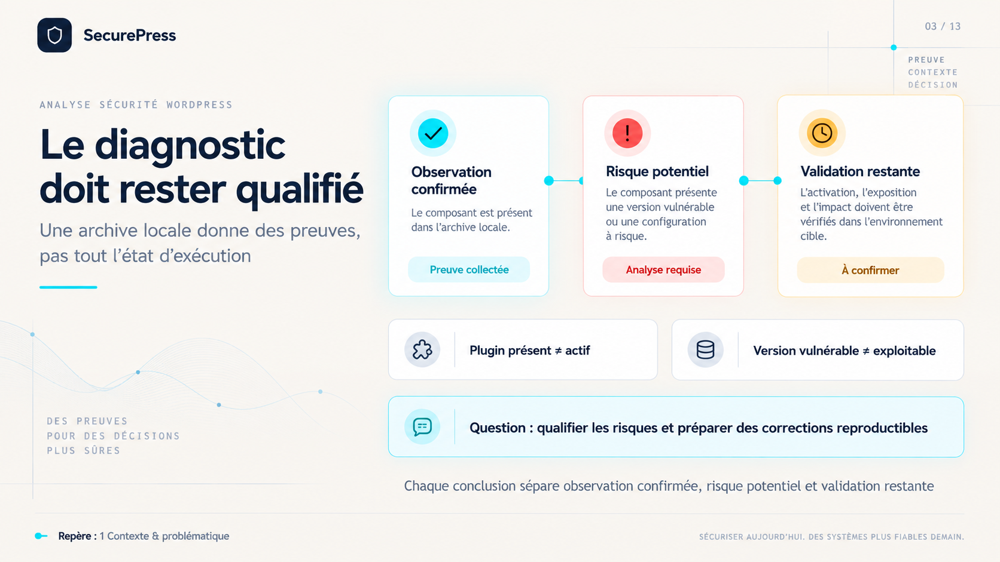 SecurePress
03 / 13
PREUVE
CONTEXTE
DÉCISION
ANALYSE SÉCURITÉ WORDPRESS
Le diagnostic
doit rester qualifié
Une archive locale donne des preuves,
pas tout l’état d’exécution
Observation
confirmée
Le composant est présent
dans l’archive locale.
Preuve collectée
!
Risque potentiel
Le composant présente
une version vulnérable
ou une configuration
à risque.
Analyse requise
Validation restante
L’activation, l’exposition
et l’impact doivent être
vérifiés dans l’environnement
cible.
À confirmer
Plugin présent ≠ actif
Version vulnérable ≠ exploitable
Question : qualifier les risques et préparer des corrections reproductibles
Chaque conclusion sépare observation confirmée, risque potentiel et validation restante
DES PREUVES
POUR DES DÉCISIONS
PLUS SÛRES
Repère : 1 Contexte & problématique
SÉCURISER AUJOURD’HUI. DES SYSTÈMES PLUS FIABLES DEMAIN.